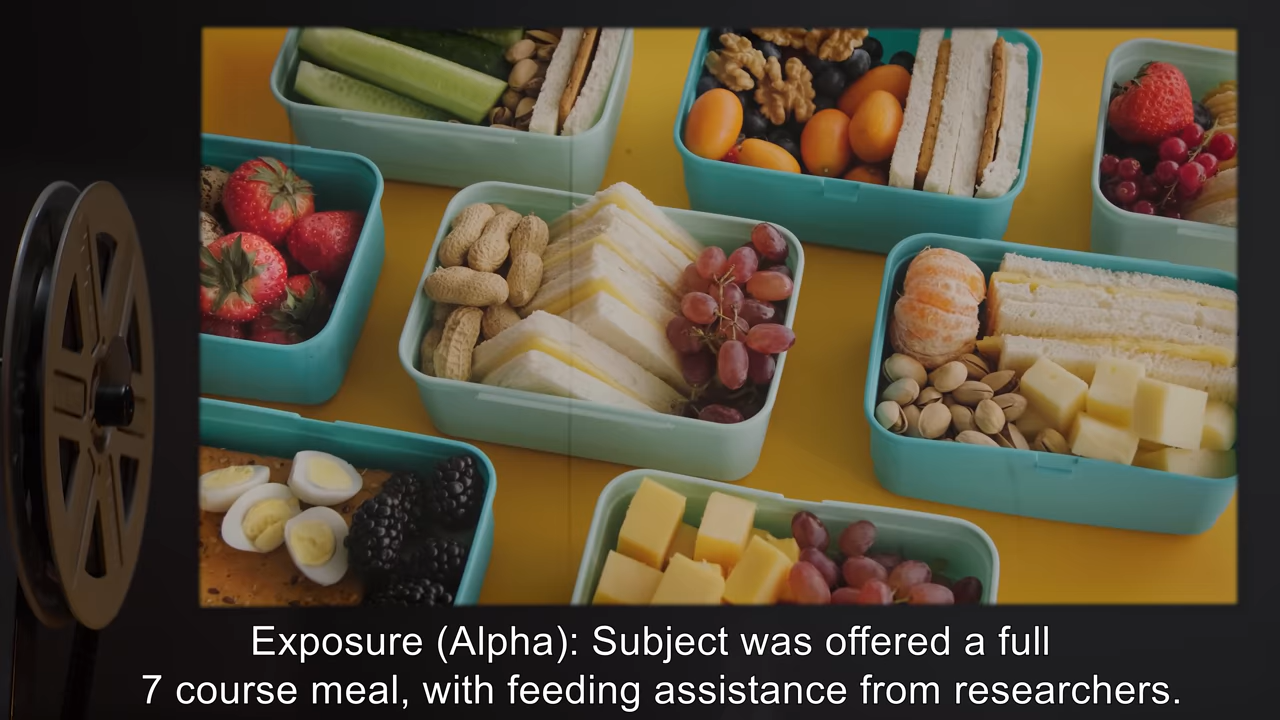 Exposure (Alpha): Subject was offered a full
7 course meal, with feeding assistance from researchers.